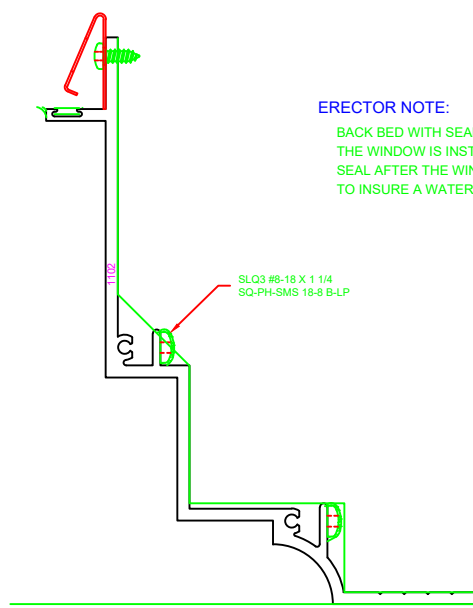 ERECTOR NOTE:
BACK BED WITH SEA
THE WINDOW IS INST
SEAL AFTER THE WIN
TO INSURE A WATER
1102
SLQ3 #8-18 X 1 1/4
SQ-PH-SMS 18-8 B-LP